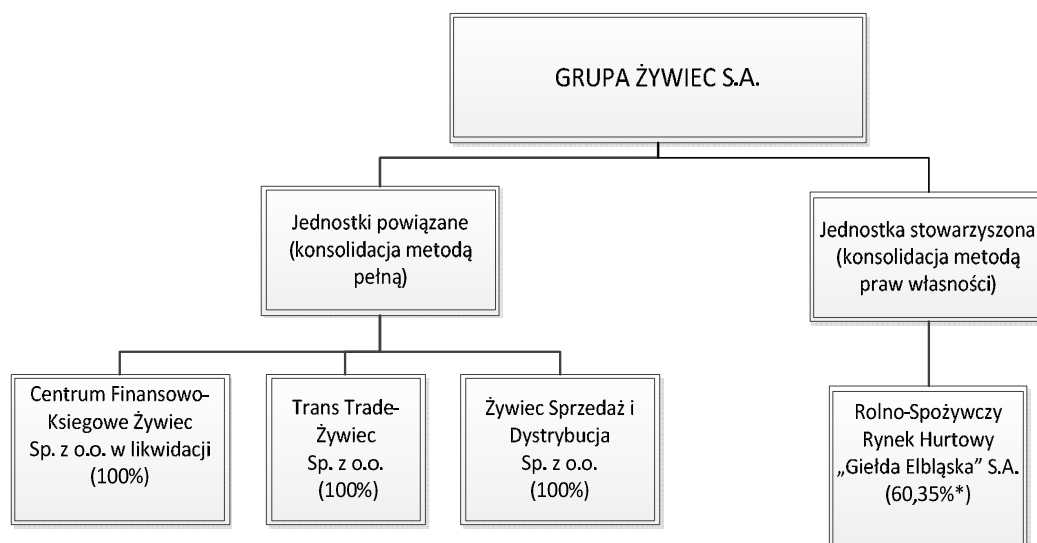 GRUPA ŻYWIEC S.A.
Jednostki powiązane
(konsolidacja metodą
pełną)
Jednostka stowarzyszona
(konsolidacja metodą
praw własności)
Centrum Finansowo-
Ksiegowe Żywiec
Sp. z o.o. w likwidacji
(100%)
Trans Trade-
Żywiec
Sp. z o.o.
(100%)
Żywiec Sprzedaż i
Dystrybucja
Sp. z o.o.
(100%)
Rolno-Spożywczy
Rynek Hurtowy
„Giełda Elbląska” S.A.
(60,35%*)